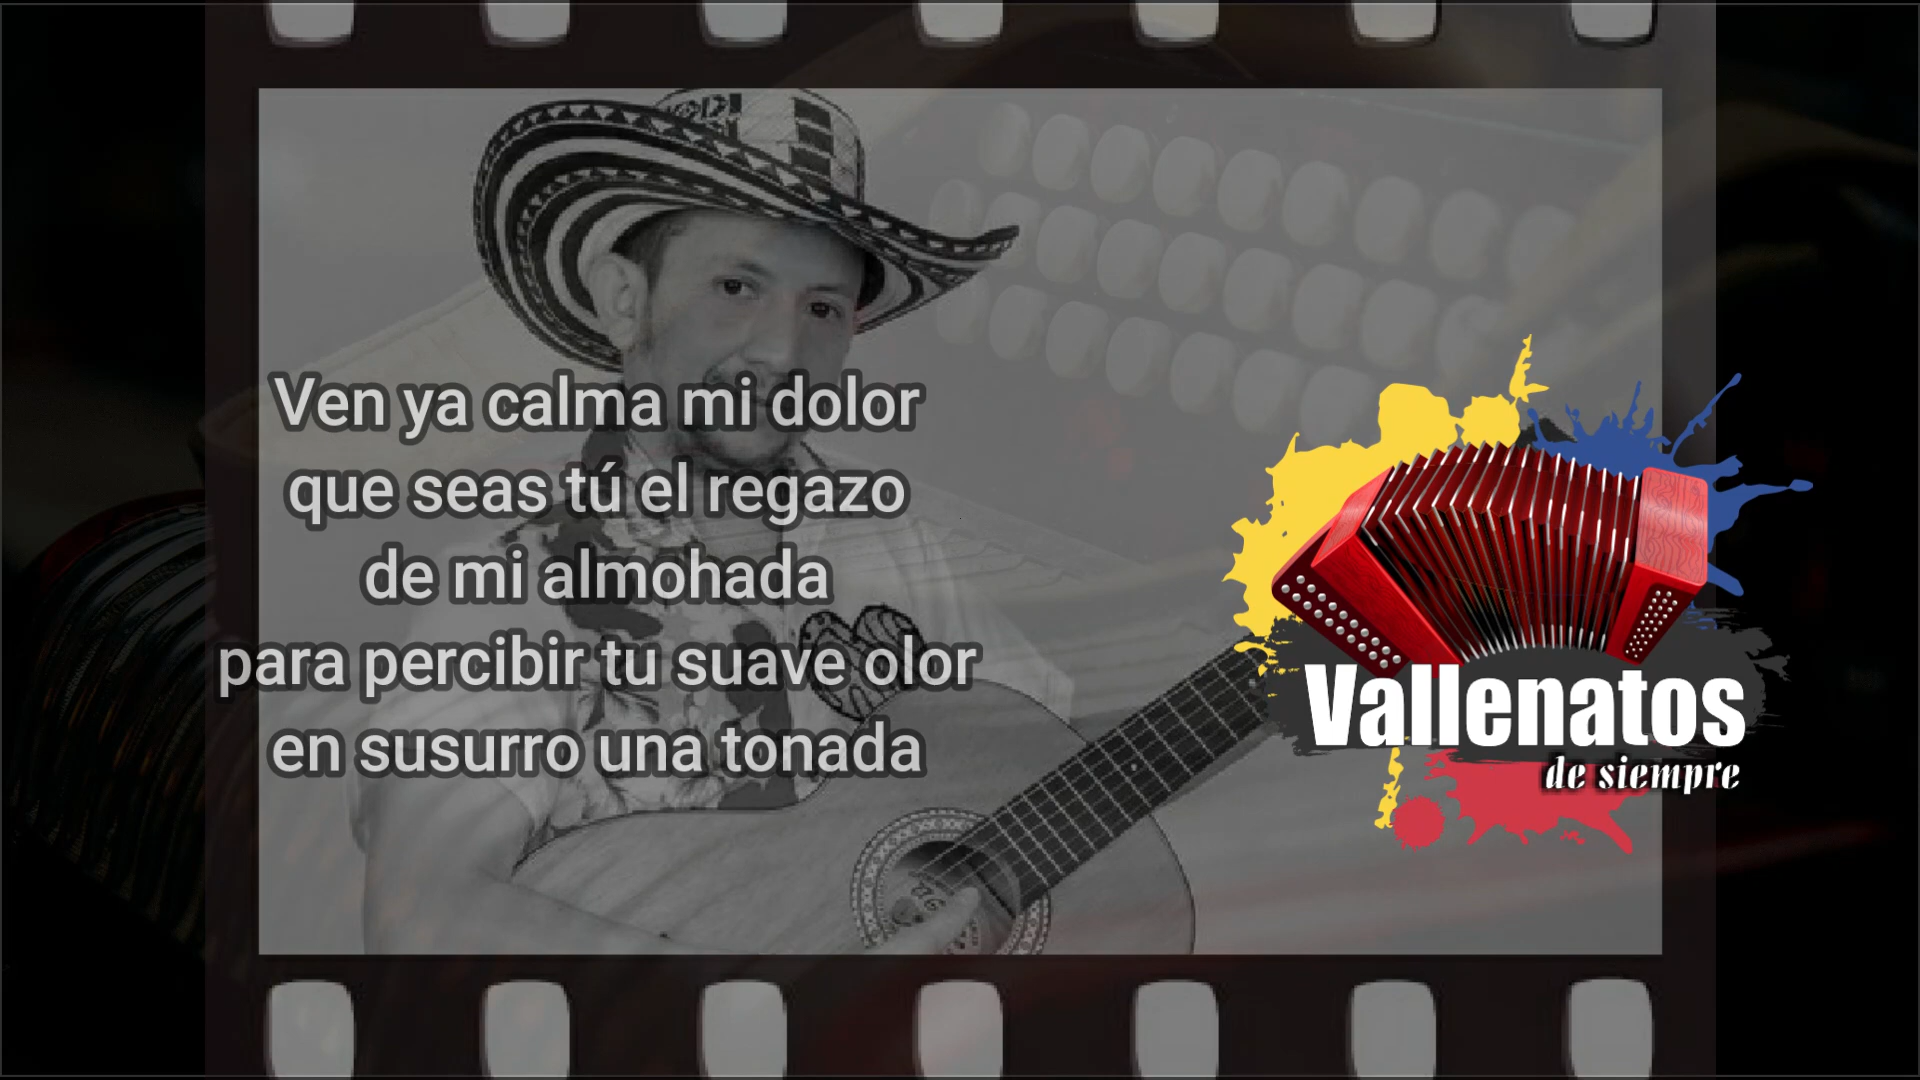 Ven ya calma mi dolor
que seas tú el regazo
de mi almohada
para percibir tu suave olor
en susurro una tonada
Vallenatos
de siempre